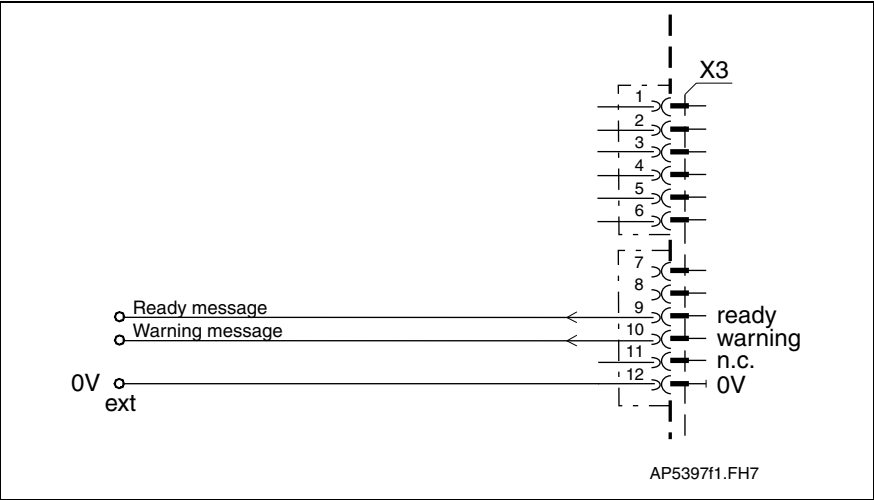 X3
1
2
3
4
5
6
7
8
Ready message 9 ready
Warning message 10 warning
11 n.c.
0V 12 0V
ext
AP5397f1.FH7